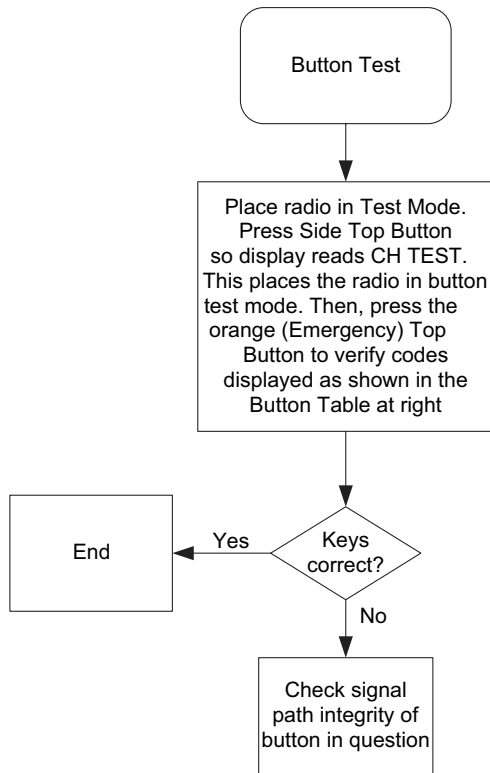 Button Test
Place radio in Test Mode.
Press Side Top Button
so display reads CH TEST.
This places the radio in button
test mode. Then, press the
orange (Emergency) Top
Button to verify codes
displayed as shown in the
Button Table at right
Keys
correct?
Yes
End
No
Check signal
path integrity of
button in question